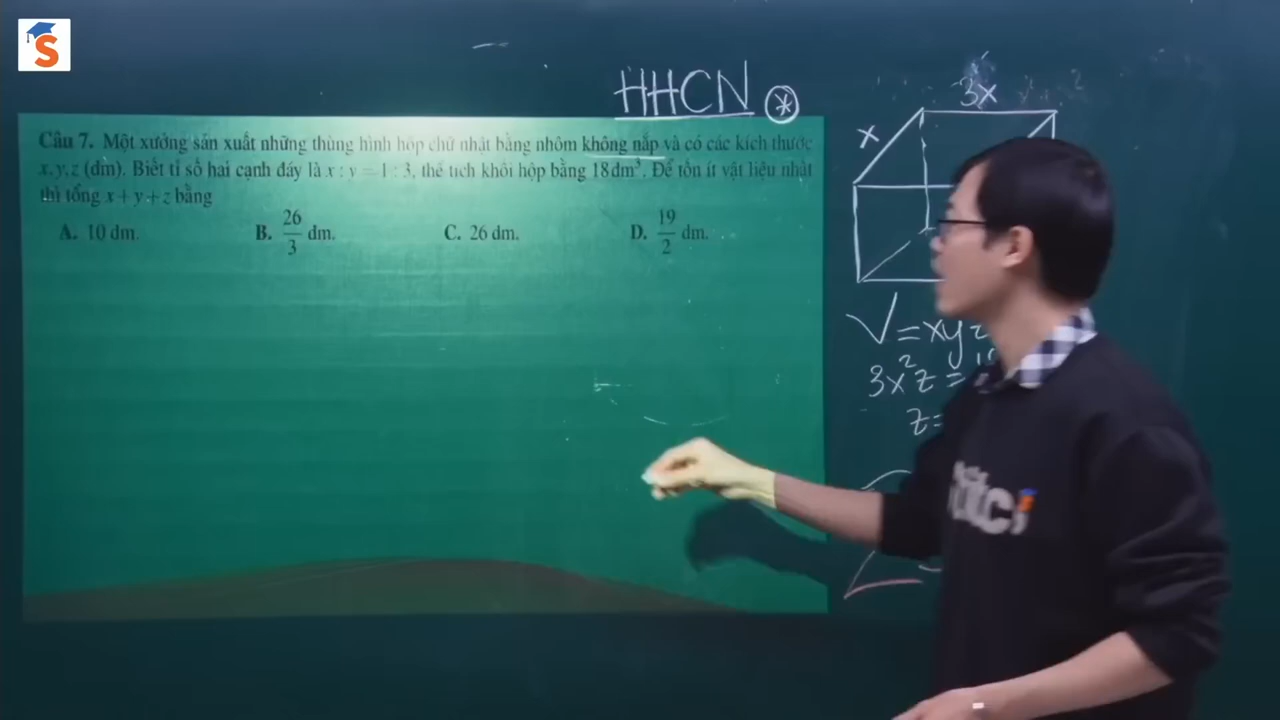 S
HHCN *
Câu 7. Một xưởng sản xuất những thùng hình hộp chữ nhật bằng nhôm không nắp và có các kích thước
x, y, z (dm). Biết tỉ số hai cạnh đáy là x : y = 1 : 3, thể tích khối hộp bằng 18 dm³. Để tốn ít vật liệu nhất
thì tổng x + y + z bằng
A. 10 dm. B. 26/3 dm. C. 26 dm. D. 19/2 dm.
3x
x
V = xyz
3x² z =
z =